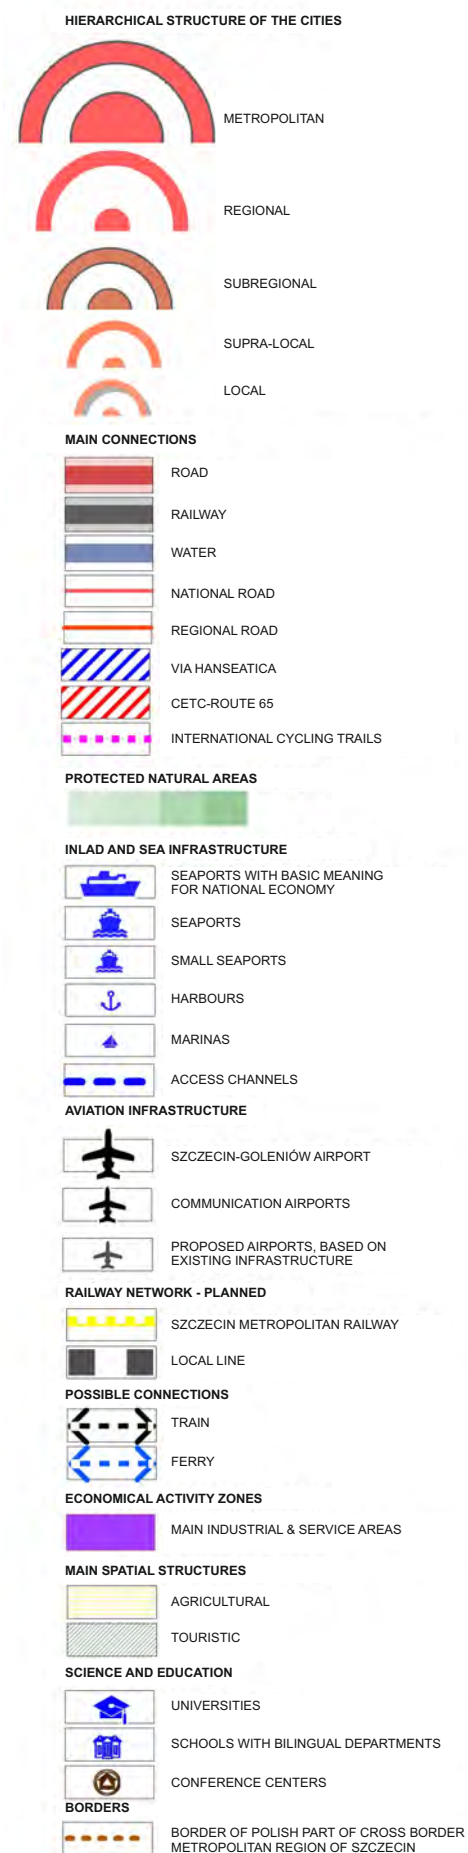 HIERARCHICAL STRUCTURE OF THE CITIES
METROPOLITAN
REGIONAL
SUBREGIONAL
SUPRA-LOCAL
LOCAL
MAIN CONNECTIONS
ROAD
RAILWAY
WATER
NATIONAL ROAD
REGIONAL ROAD
VIA HANSEATICA
CETC-ROUTE 65
INTERNATIONAL CYCLING TRAILS
PROTECTED NATURAL AREAS
INLAD AND SEA INFRASTRUCTURE
SEAPORTS WITH BASIC MEANING
FOR NATIONAL ECONOMY
SEAPORTS
SMALL SEAPORTS
HARBOURS
MARINAS
ACCESS CHANNELS
AVIATION INFRASTRUCTURE
SZCZECIN-GOLENIÓW AIRPORT
COMMUNICATION AIRPORTS
PROPOSED AIRPORTS, BASED ON
EXISTING INFRASTRUCTURE
RAILWAY NETWORK - PLANNED
SZCZECIN METROPOLITAN RAILWAY
LOCAL LINE
POSSIBLE CONNECTIONS
TRAIN
FERRY
ECONOMICAL ACTIVITY ZONES
MAIN INDUSTRIAL & SERVICE AREAS
MAIN SPATIAL STRUCTURES
AGRICULTURAL
TOURISTIC
SCIENCE AND EDUCATION
UNIVERSITIES
SCHOOLS WITH BILINGUAL DEPARTMENTS
CONFERENCE CENTERS
BORDERS
BORDER OF POLISH PART OF CROSS BORDER
METROPOLITAN REGION OF SZCZECIN